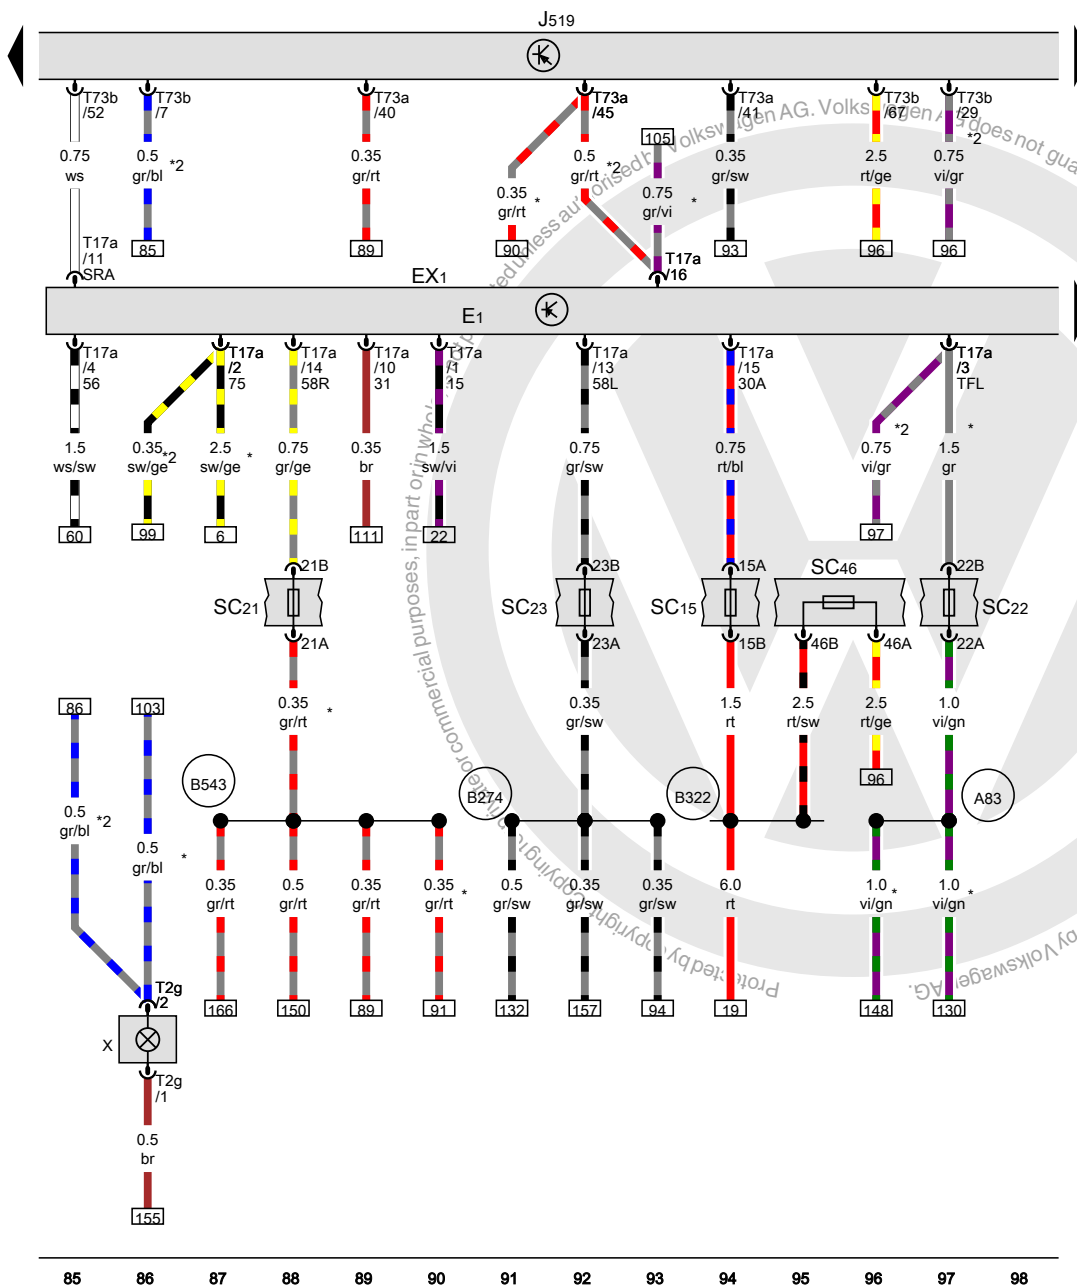 J519
T73b T73b T73a T73a T73a T73b T73b
/52 /7 /40 /45 /41 /67 /29
105
0.75 0.5 0.35 0.5 0.35 2.5 0.75
ws gr/bl *2 gr/rt gr/rt *2 gr/sw rt/ge vi/gr *2
0.35 0.75
gr/rt * gr/vi *
85 89 90 93 96 96
T17a T17a
/11 /16
SRA
EX1
E1
T17a T17a T17a T17a T17a T17a T17a T17a
/4 /2 /14 /10 /1 /13 /15 /3
56 75 58R 31 15 58L 30A TFL
*2 *
1.5 0.35 2.5 0.75 0.35 1.5 0.75 0.75 0.75 1.5
ws/sw sw/ge *2 sw/ge * gr/ge br sw/vi gr/sw rt/bl vi/gr gr
60 99 6 111 22 97
21B 23B 15A SC46 22B
SC21 SC23 SC15 SC22
21A 23A 15B 46B 46A 22A
86 103
0.35 0.35 1.5 2.5 2.5 1.0
gr/rt * gr/sw rt rt/sw rt/ge vi/gn
96
B543 B274 B322 A83
0.5
gr/bl *2
0.5
gr/bl *
0.35 0.5 0.35 0.35 0.5 0.35 0.35 6.0 1.0 1.0
gr/rt gr/rt gr/rt gr/rt * gr/sw gr/sw gr/sw rt vi/gn * vi/gn *
166 150 89 91 132 157 94 19 148 130
T2g
/2
X
T2g
/1
0.5
br
155
85 86 87 88 89 90 91 92 93 94 95 96 97 98